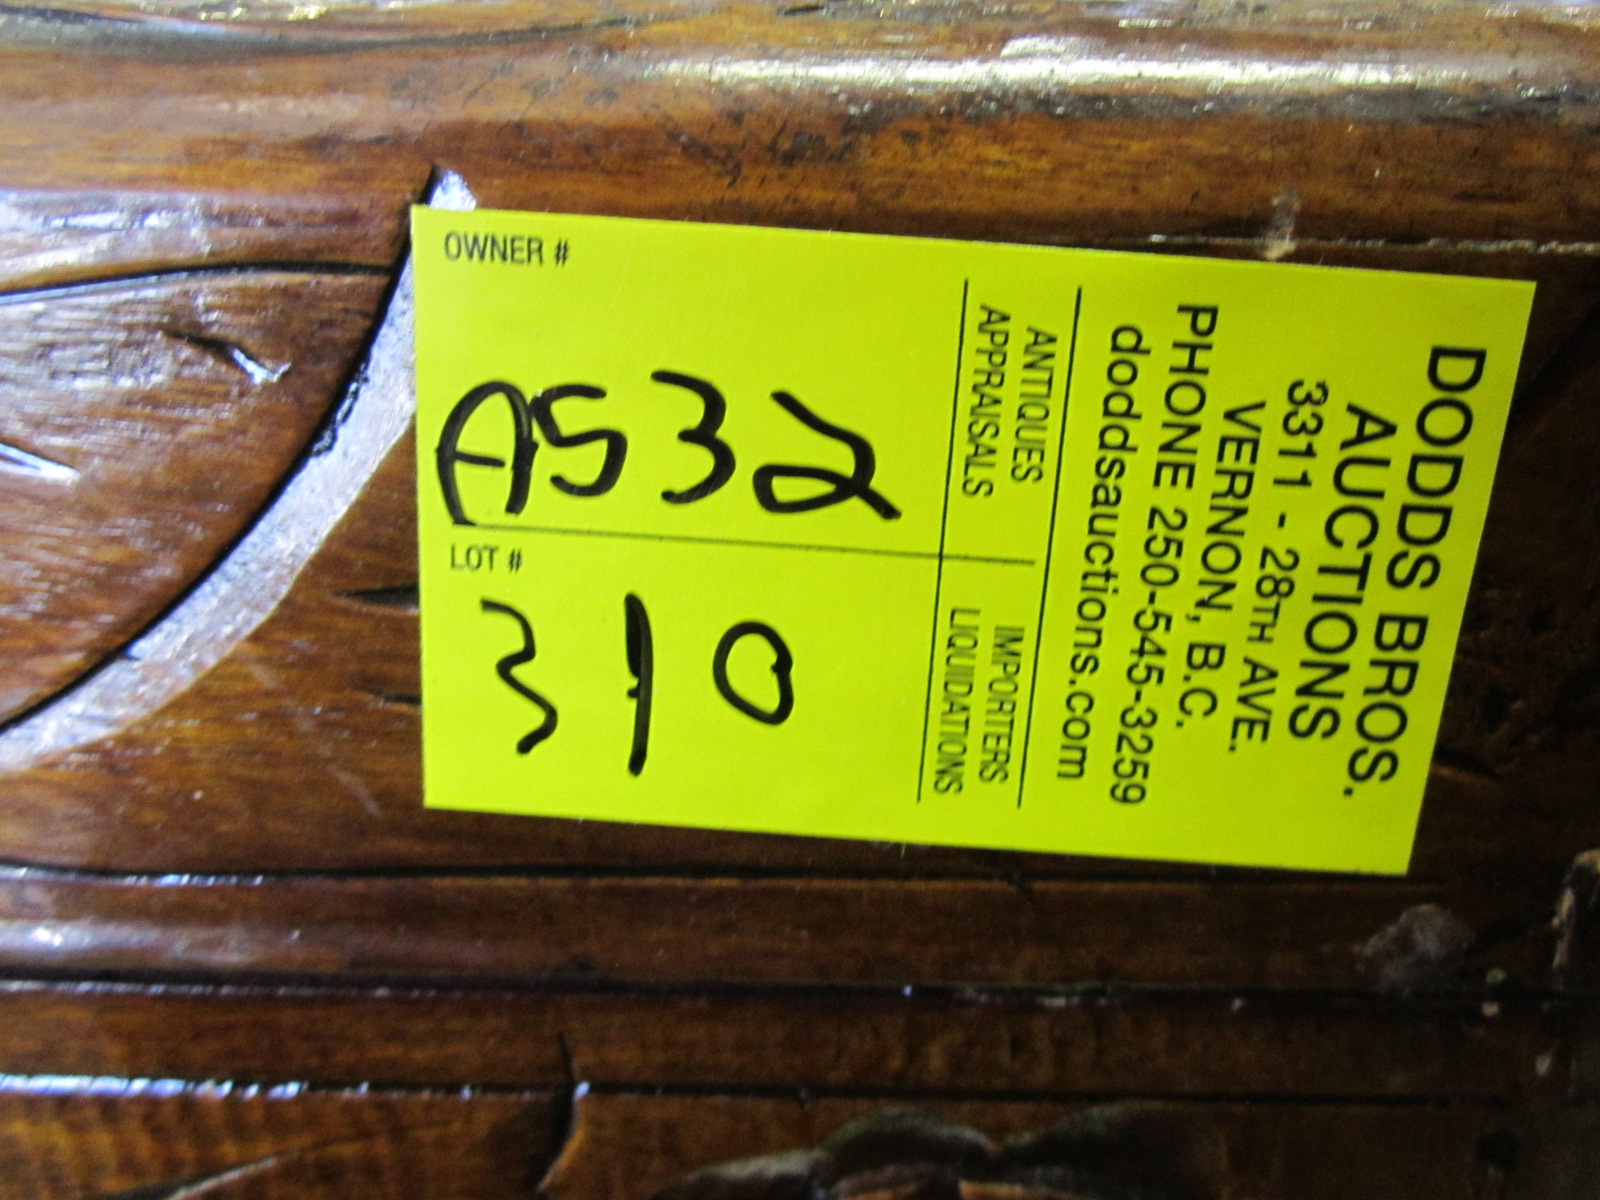 DODDS BROS.
AUCTIONS
3311 - 28TH AVE.
VERNON, B.C.
PHONE 250-545-3259
doddsauctions.com
ANTIQUES
APPRAISALS
IMPORTERS
LIQUIDATIONS
OWNER #
A532
LOT #
310